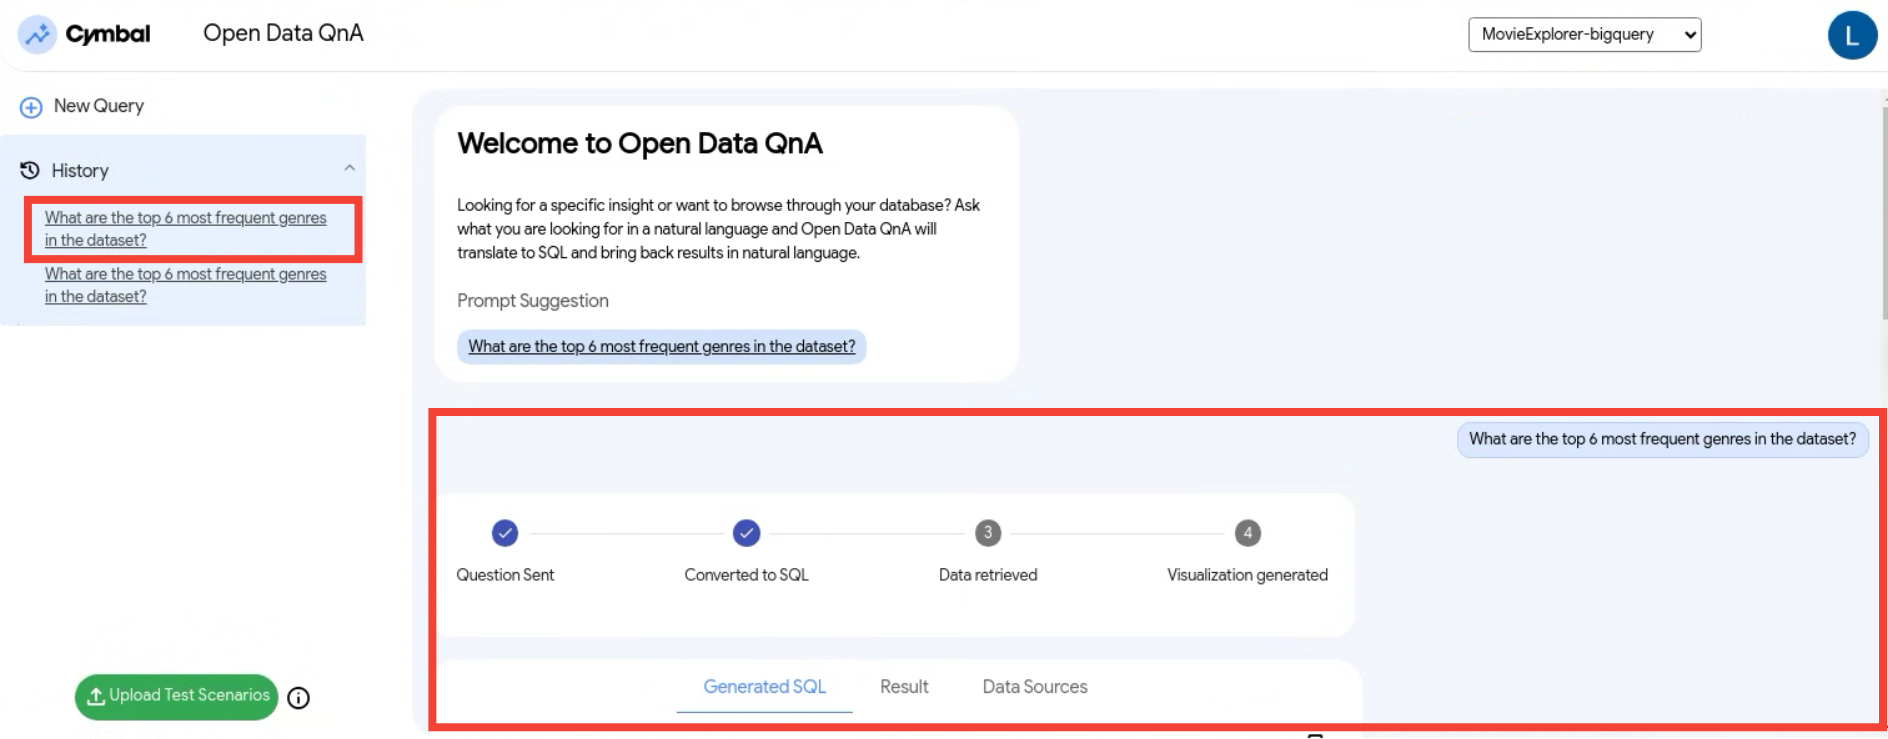 Cymbal
Open Data QnA
MovieExplorer-bigquery
L
New Query
History
What are the top 6 most frequent genres
in the dataset?
What are the top 6 most frequent genres
in the dataset?
Upload Test Scenarios
Welcome to Open Data QnA
Looking for a specific insight or want to browse through your database? Ask
what you are looking for in a natural language and Open Data QnA will
translate to SQL and bring back results in natural language.
Prompt Suggestion
What are the top 6 most frequent genres in the dataset?
What are the top 6 most frequent genres in the dataset?
3
4
Question Sent
Converted to SQL
Data retrieved
Visualization generated
Generated SQL
Result
Data Sources